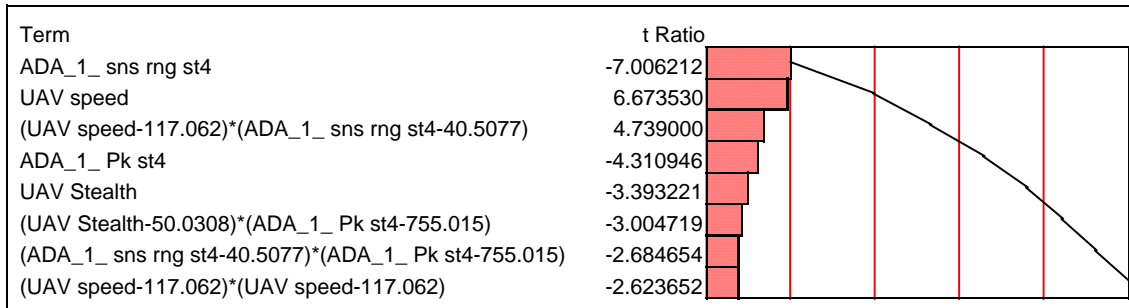 Term t Ratio
ADA_1_ sns rng st4 -7.006212
UAV speed 6.673530
(UAV speed-117.062)*(ADA_1_ sns rng st4-40.5077) 4.739000
ADA_1_ Pk st4 -4.310946
UAV Stealth -3.393221
(UAV Stealth-50.0308)*(ADA_1_ Pk st4-755.015) -3.004719
(ADA_1_ sns rng st4-40.5077)*(ADA_1_ Pk st4-755.015) -2.684654
(UAV speed-117.062)*(UAV speed-117.062) -2.623652